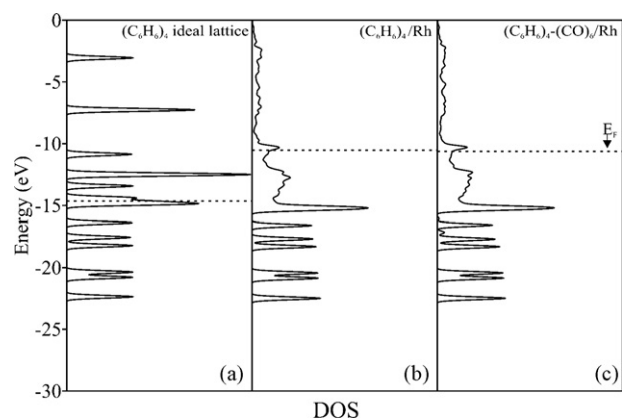 (C₆H₆)₄ ideal lattice
(C₆H₆)₄/Rh
(C₆H₆)₄-(CO)₆/Rh
Energy (eV)
0
-5
-10
-15
-20
-25
-30
E_F
(a)
(b)
(c)
DOS